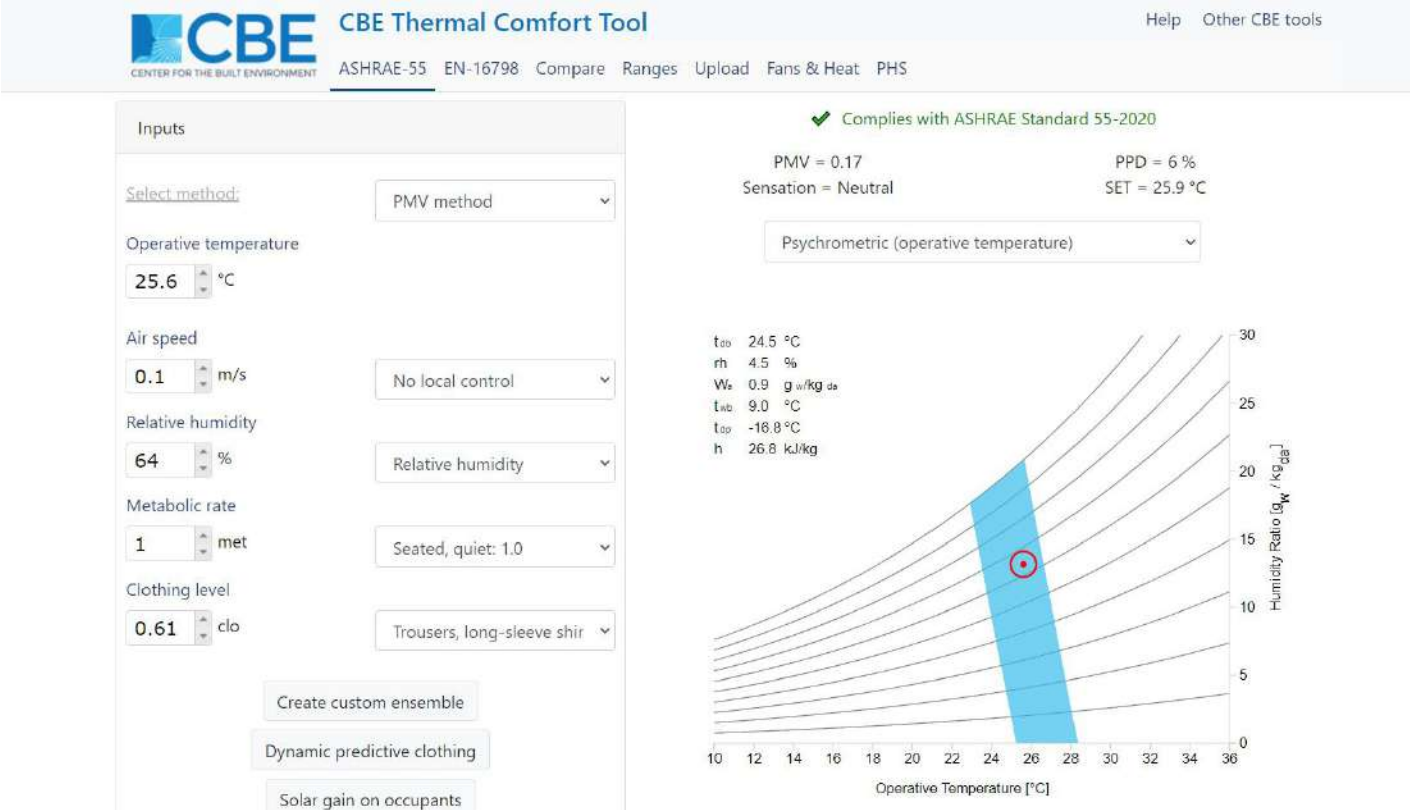 CBE
CENTER FOR THE BUILT ENVIRONMENT
CBE Thermal Comfort Tool
Help Other CBE tools
ASHRAE-55 EN-16798 Compare Ranges Upload Fans & Heat PHS
Inputs
Select method:
PMV method
Operative temperature
25.6 °C
Air speed
0.1 m/s
No local control
Relative humidity
64 %
Relative humidity
Metabolic rate
1 met
Seated, quiet: 1.0
Clothing level
0.61 clo
Trousers, long-sleeve shir
Create custom ensemble
Dynamic predictive clothing
Solar gain on occupants
✔ Complies with ASHRAE Standard 55-2020
PMV = 0.17 PPD = 6 %
Sensation = Neutral SET = 25.9 °C
Psychrometric (operative temperature)
tdb 24.5 °C
rh 4.5 %
Wa 0.9 g w/kg da
twb 9.0 °C
tdp -16.8 °C
h 26.8 kJ/kg
30
25
20
15
10
5
0
Humidity Ratio [gw / kgda]
10 12 14 16 18 20 22 24 26 28 30 32 34 36
Operative Temperature [°C]